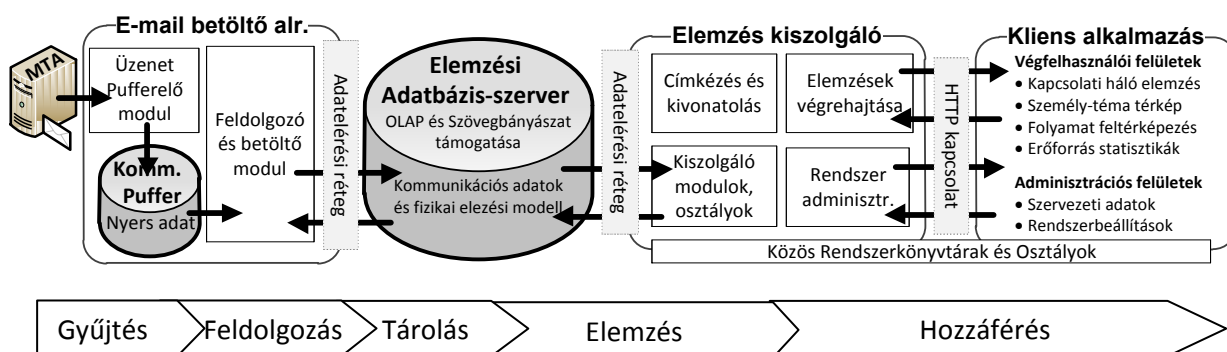 E-mail betöltő alr.
MTA
Üzenet
Pufferelő
modul
Komm.
Puffer
Nyers adat
Feldolgozó
és betöltő
modul
Adatelérési réteg
Elemzési
Adatbázis-szerver
OLAP és Szövegbányászat
támogatása
Kommunikációs adatok
és fizikai elezési modell
Adatelérési réteg
Elemzés kiszolgáló
Címkézés és
kivonatolás
Elemzések
végrehajtása
Kiszolgáló
modulok,
osztályok
Rendszer
adminisztr.
HTTP kapcsolat
Kliens alkalmazás
Végfelhasználói felületek
• Kapcsolati háló elemzés
• Személy-téma térkép
• Folyamat feltérképezés
• Erőforrás statisztikák
Adminisztrációs felületek
• Szervezeti adatok
• Rendszerbeállítások
Közös Rendszerkönyvtárak és Osztályok
Gyűjtés
Feldolgozás
Tárolás
Elemzés
Hozzáférés